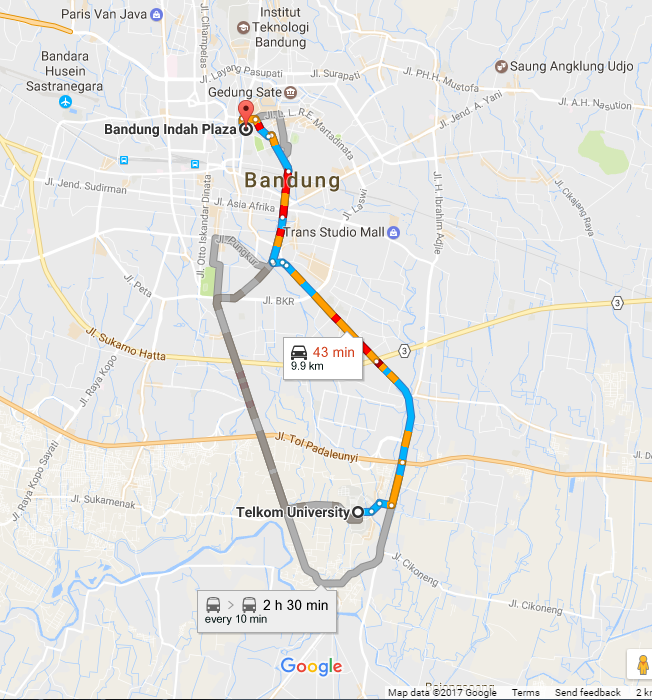 Paris Van Java
Institut
Teknologi
Bandung
Jl. Cihampelas
Bandara
Husein
Sastranegara
Jl. Layang Pasupati
Jl. Surapati
Jl. PH.H. Mustofa
Saung Angklung Udjo
Gedung Sate
Jl. A.H. Nasution
Jl. L. L. R.E. Martadinata
Jl. Jend. A. Yani
Bandung Indah Plaza
Jl. Jend. Sudirman
Bandung
Jl. Otto Iskandar Dinata
Jl. Asia Afrika
Jl. Laswi
Jl. H. Ibrahim Adjie
Jl. Cikajang Raya
Trans Studio Mall
Jl. Pungkur
Jl. Peta
Jl. BKR
3
Jl. Sukarno Hatta
43 min
9.9 km
3
Jl. Raya Kopo
Jl. Tol Padaleunyi
Jl. Raya Kopo Sayati
Jl. Sukamenak
Telkom University
Jl. Cikoneng
Jl. Cikoneng
2 h 30 min
every 10 min
Google
Map data ©2017 Google Terms Send feedback 2 k